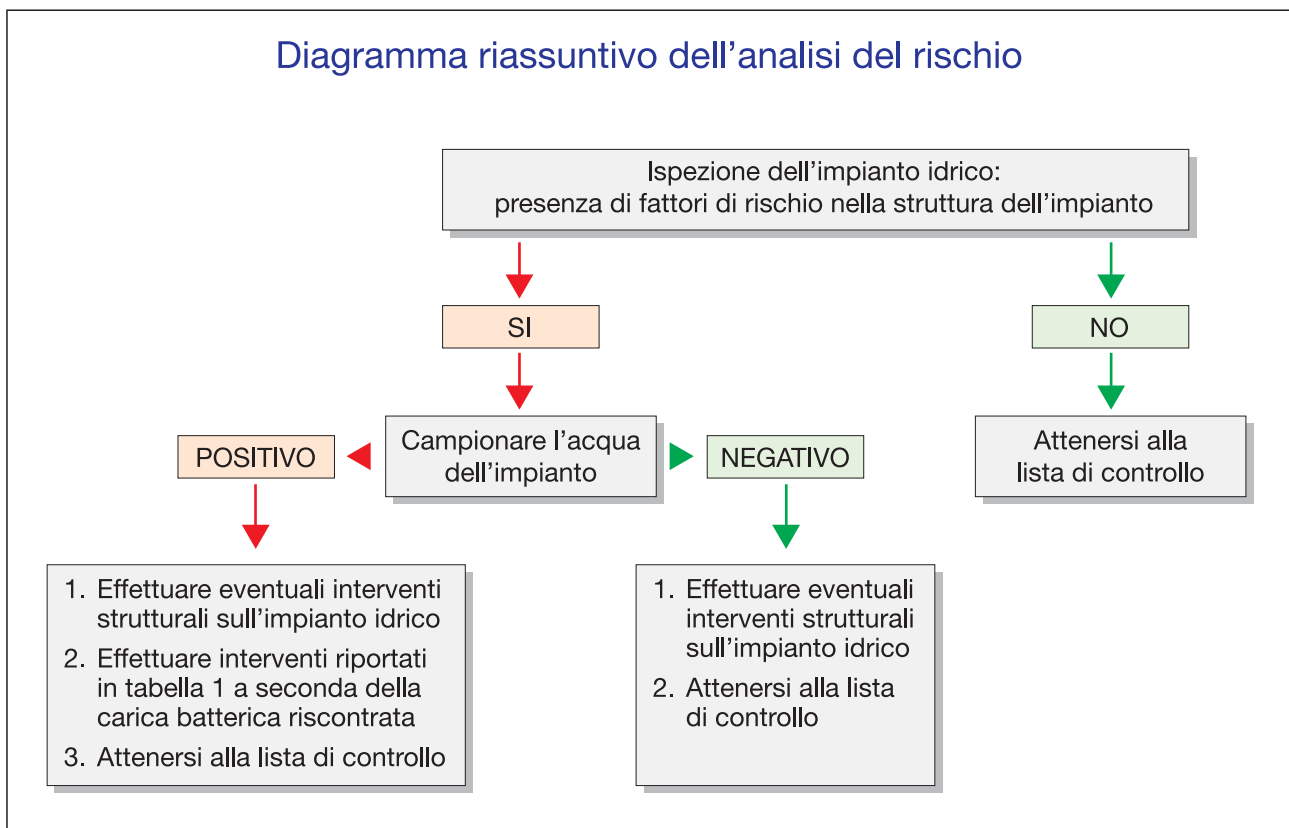 Diagramma riassuntivo dell'analisi del rischio
Ispezione dell'impianto idrico:
presenza di fattori di rischio nella struttura dell'impianto
SI
NO
Campionare l'acqua
dell'impianto
POSITIVO
NEGATIVO
Attenersi alla
lista di controllo
1. Effettuare eventuali interventi
strutturali sull'impianto idrico
2. Effettuare interventi riportati
in tabella 1 a seconda della
carica batterica riscontrata
3. Attenersi alla lista di controllo
1. Effettuare eventuali
interventi strutturali
sull'impianto idrico
2. Attenersi alla lista
di controllo